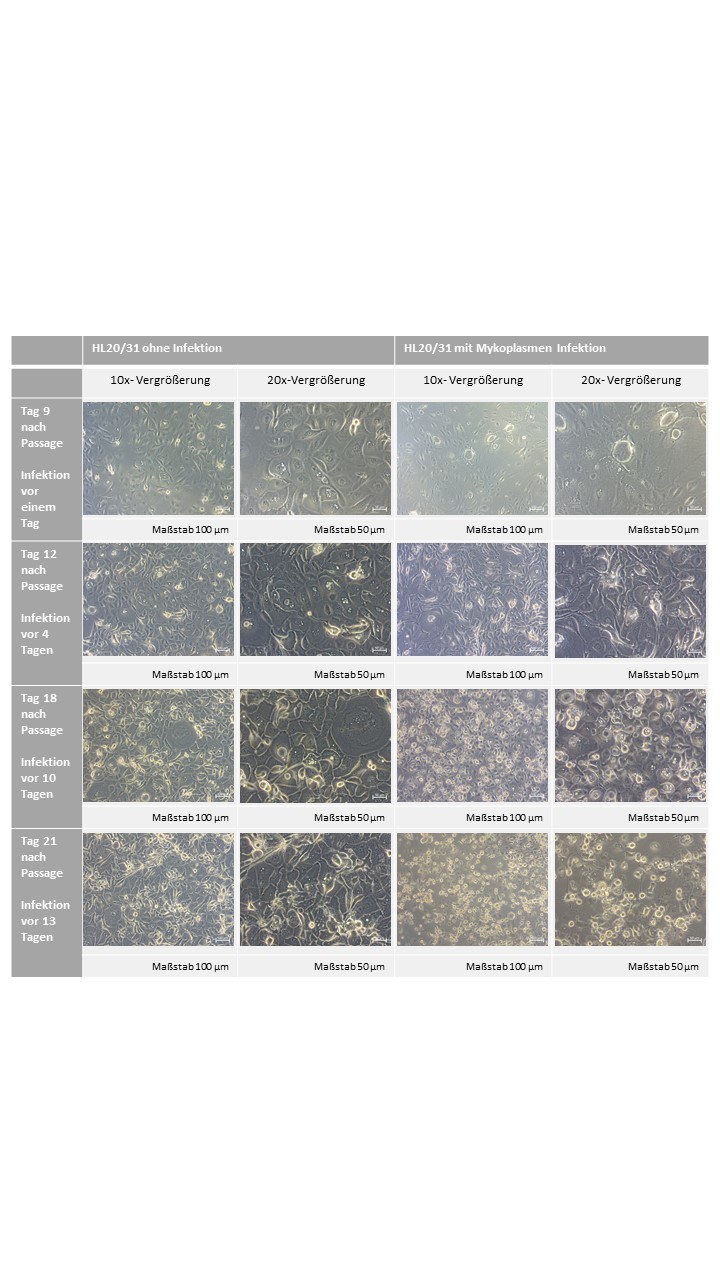 HL20/31 ohne Infektion
HL20/31 mit Mykoplasmen Infektion
10x- Vergrößerung
20x-Vergrößerung
10x- Vergrößerung
20x- Vergrößerung
Tag 9
nach
Passage
Infektion
vor
einem
Tag
Maßstab 100 µm
Maßstab 50 µm
Maßstab 100 µm
Maßstab 50 µm
Tag 12
nach
Passage
Infektion
vor 4
Tagen
Maßstab 100 µm
Maßstab 50 µm
Maßstab 100 µm
Maßstab 50 µm
Tag 18
nach
Passage
Infektion
vor 10
Tagen
Maßstab 100 µm
Maßstab 50 µm
Maßstab 100 µm
Maßstab 50 µm
Tag 21
nach
Passage
Infektion
vor 13
Tagen
Maßstab 100 µm
Maßstab 50 µm
Maßstab 100 µm
Maßstab 50 µm